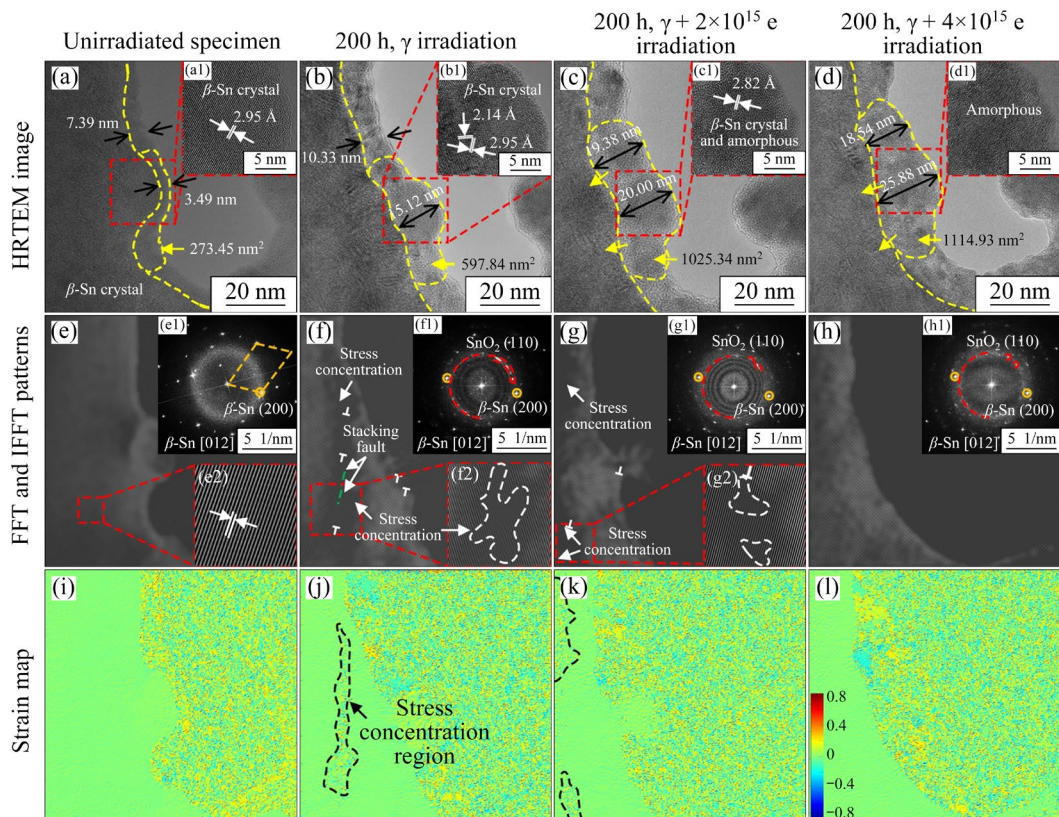 Unirradiated specimen
200 h, γ irradiation
200 h, γ + 2×10¹⁵ e
irradiation
200 h, γ + 4×10¹⁵ e
irradiation
HRTEM image
(a)
7.39 nm
3.49 nm
273.45 nm²
β-Sn crystal
20 nm
(a1)
β-Sn crystal
2.95 Å
5 nm
(b)
10.33 nm
15.12 nm
597.84 nm²
20 nm
(b1)
β-Sn crystal
2.14 Å
2.95 Å
5 nm
(c)
19.38 nm
20.00 nm
1025.34 nm²
20 nm
(c1)
2.82 Å
β-Sn crystal
and amorphous
5 nm
(d)
18.54 nm
25.88 nm
1114.93 nm²
20 nm
(d1)
Amorphous
5 nm
FFT and IFFT patterns
(e)
(e1)
β-Sn (200)
β-Sn [012]
5 1/nm
(e2)
(f)
Stress
concentration
Stacking
fault
Stress
concentration
(f1)
SnO₂ (110)
β-Sn (200)
β-Sn [012]
5 1/nm
(f2)
(g)
Stress
concentration
Stress
concentration
(g1)
SnO₂ (110)
β-Sn (200)
β-Sn [012]
5 1/nm
(g2)
(h)
(h1)
SnO₂ (110)
β-Sn (200)
β-Sn [012]
5 1/nm
Strain map
(i)
(j)
Stress
concentration
region
(k)
(l)
0.8
0.4
0
−0.4
−0.8